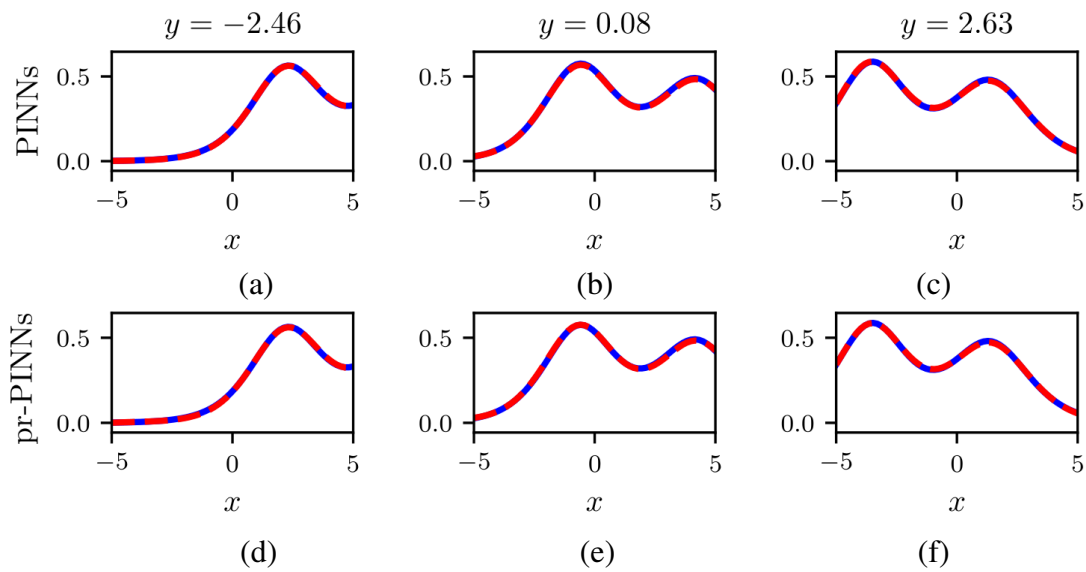 y = −2.46 y = 0.08 y = 2.63
PINNs
0.5 0.5 0.5
0.0 0.0 0.0
−5 0 5 −5 0 5 −5 0 5
x x x
(a) (b) (c)
pr-PINNs
0.5 0.5 0.5
0.0 0.0 0.0
−5 0 5 −5 0 5 −5 0 5
x x x
(d) (e) (f)